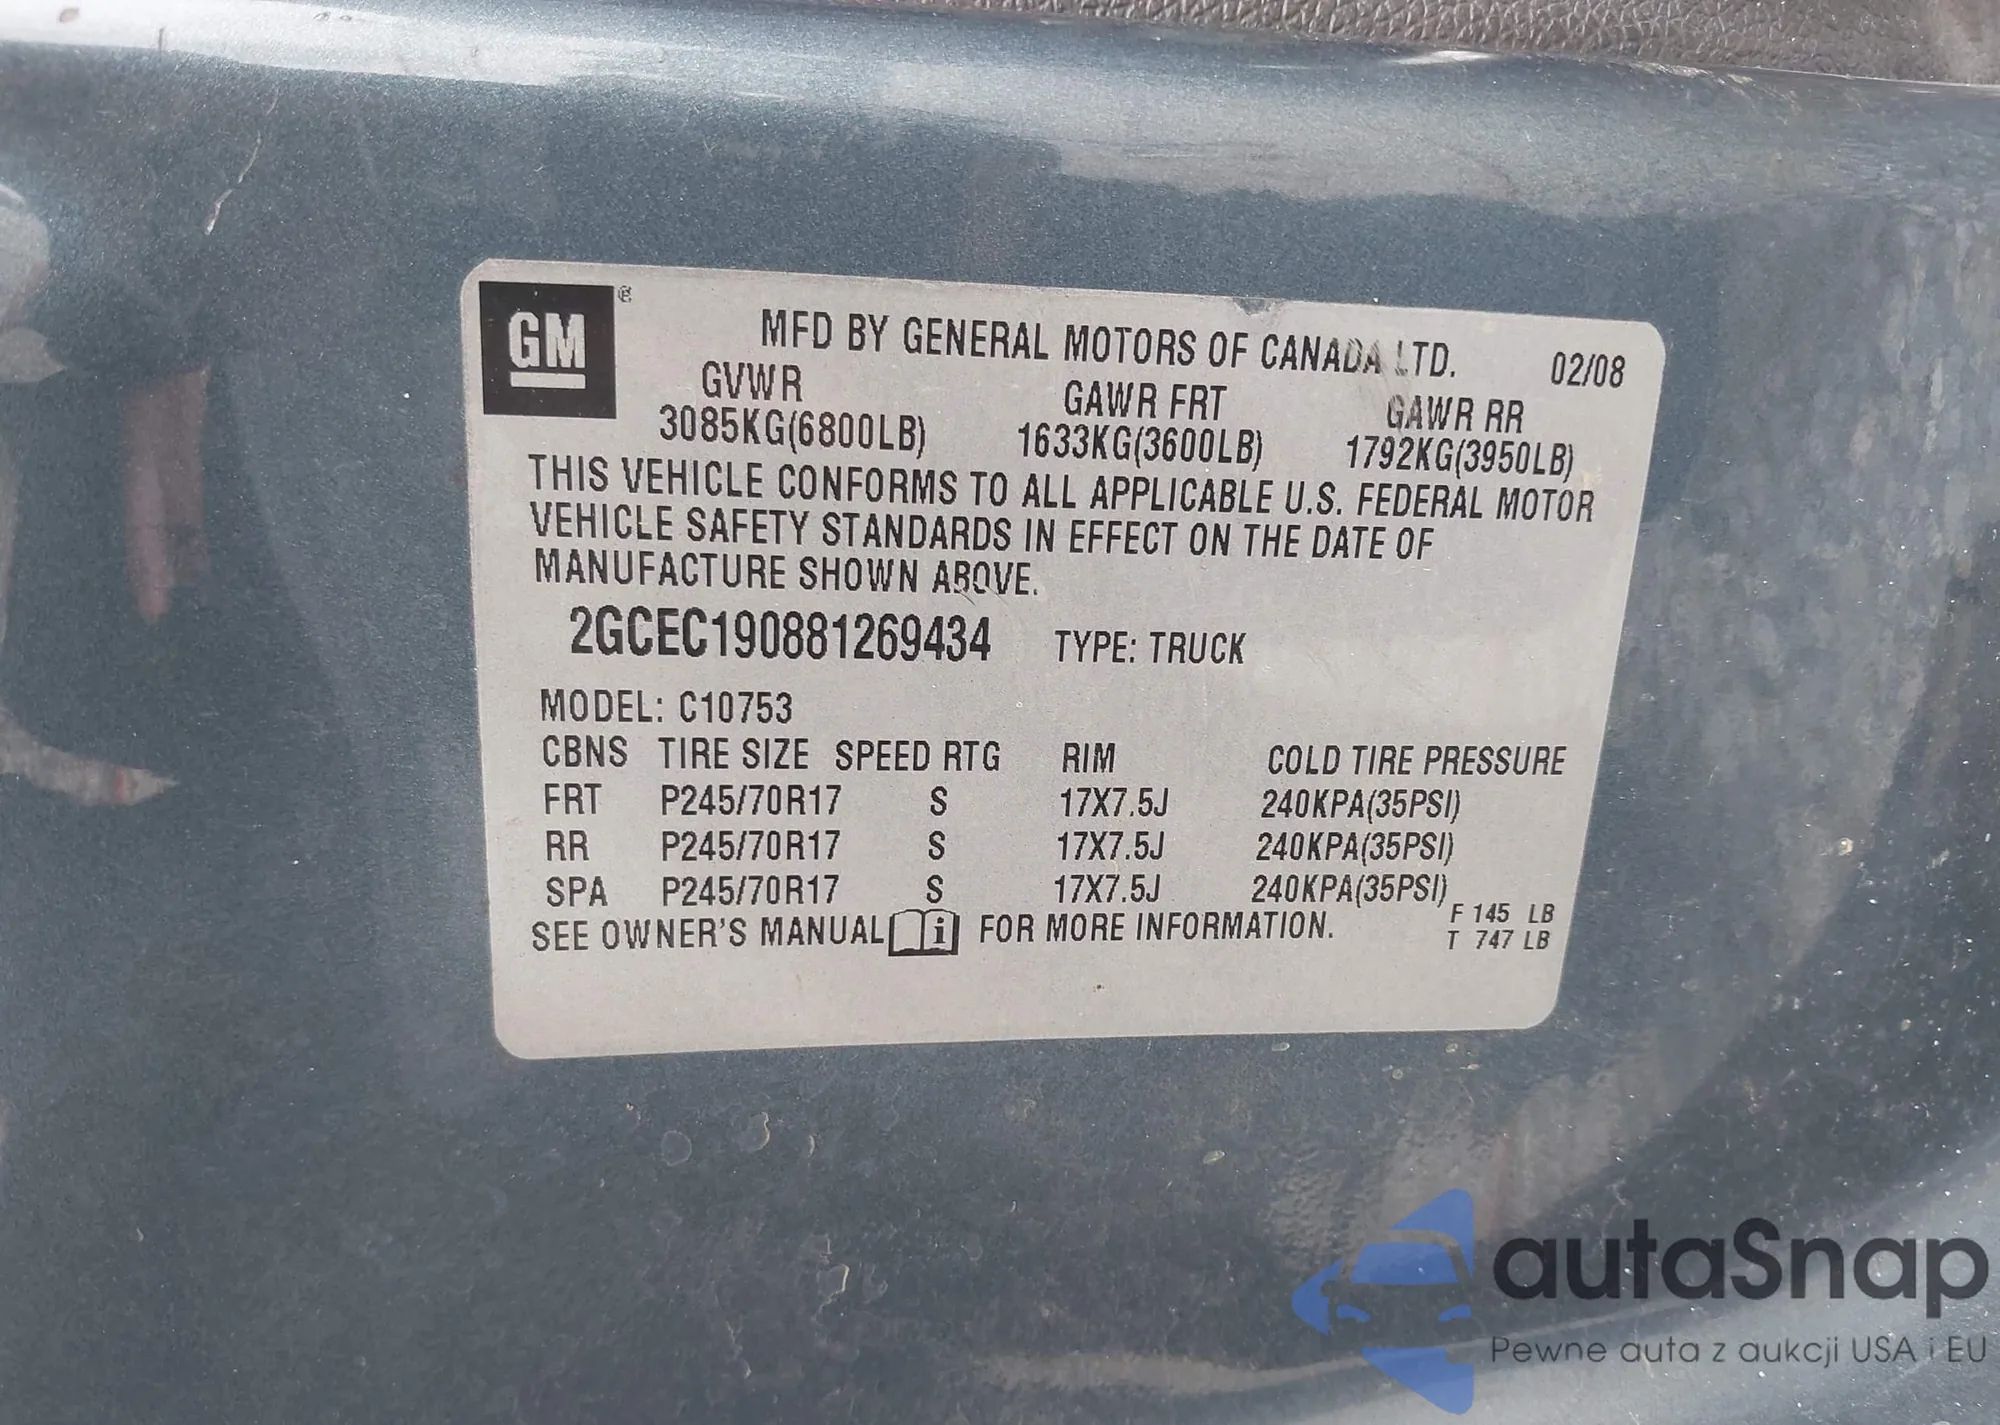 GM ®
MFD BY GENERAL MOTORS OF CANADA LTD. 02/08
GVWR GAWR FRT GAWR RR
3085KG(6800LB) 1633KG(3600LB) 1792KG(3950LB)
THIS VEHICLE CONFORMS TO ALL APPLICABLE U.S. FEDERAL MOTOR
VEHICLE SAFETY STANDARDS IN EFFECT ON THE DATE OF
MANUFACTURE SHOWN ABOVE.
2GCEC190881269434 TYPE: TRUCK
MODEL: C10753
CBNS TIRE SIZE SPEED RTG RIM COLD TIRE PRESSURE
FRT P245/70R17 S 17X7.5J 240KPA(35PSI)
RR P245/70R17 S 17X7.5J 240KPA(35PSI)
SPA P245/70R17 S 17X7.5J 240KPA(35PSI)
SEE OWNER'S MANUAL i FOR MORE INFORMATION.
F 145 LB
T 747 LB
autaSnap
Pewne auta z aukcji USA i EU